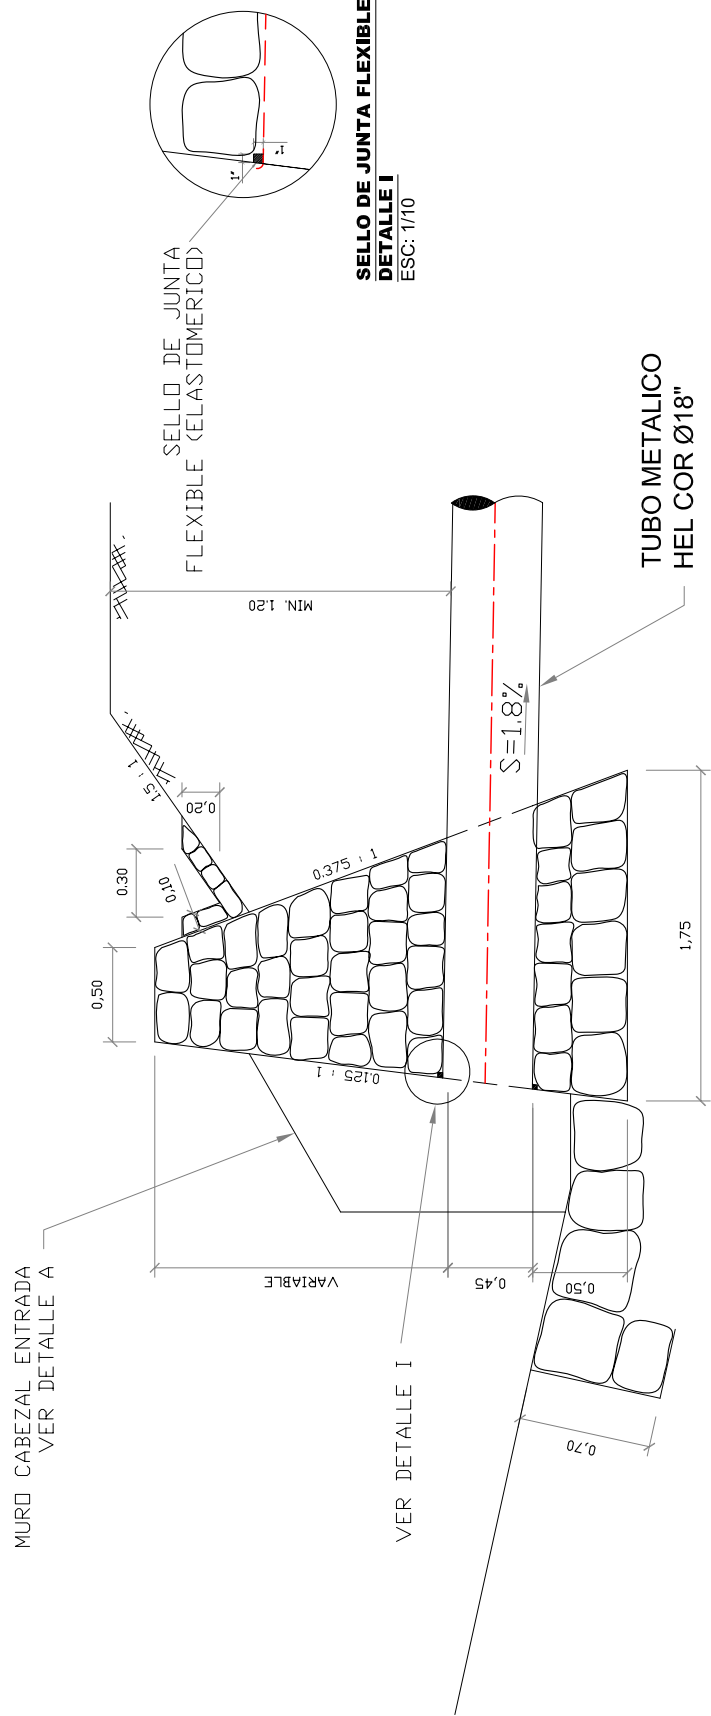 MURO CABEZAL ENTRADA
VER DETALLE A
VER DETALLE I
VARIABLE
0,45
0,50
0,70
0,50
0.30
0,10
0,20
1.5 : 1
0.375 : 1
0.125 : 1
MIN. 1.20
S=1.8%
1,75
TUBO METALICO
HEL COR Ø18"
SELLO DE JUNTA
FLEXIBLE (ELASTOMERICO)
1"
1"
SELLO DE JUNTA FLEXIBLE
DETALLE I
ESC: 1/10